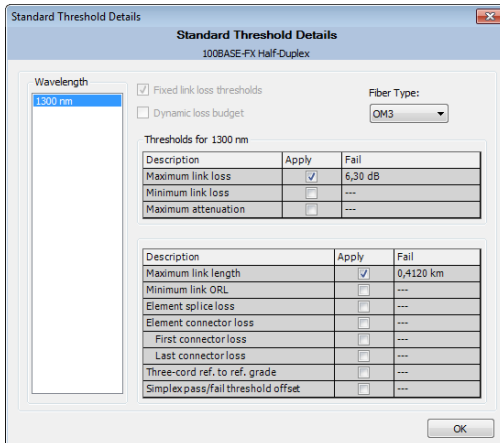 Standard Threshold Details
Standard Threshold Details
100BASE-FX Half-Duplex
Wavelength
1300 nm
Fixed link loss thresholds
Dynamic loss budget
Fiber Type:
OM3
Thresholds for 1300 nm
Description Apply Fail
Maximum link loss 6,30 dB
Minimum link loss ---
Maximum attenuation ---
Description Apply Fail
Maximum link length 0,4120 km
Minimum link ORL ---
Element splice loss ---
Element connector loss ---
First connector loss ---
Last connector loss ---
Three-cord ref. to ref. grade ---
Simplex pass/fail threshold offset ---
OK